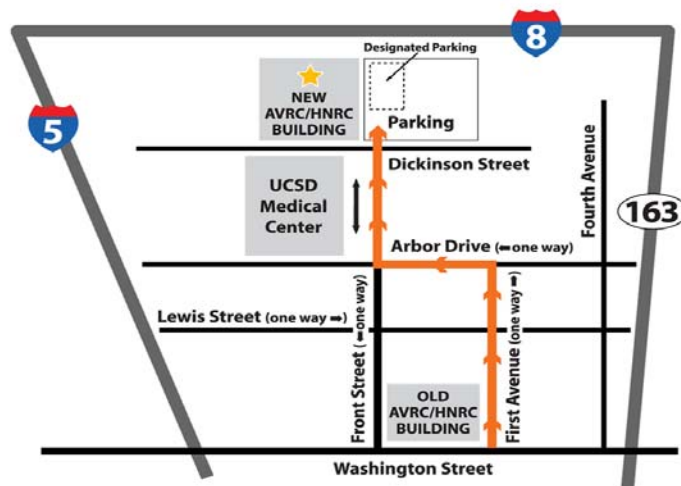 8
Designated Parking
5
NEW
AVRC/HNRC
BUILDING
Parking
Dickinson Street
Fourth Avenue
163
UCSD
Medical
Center
Arbor Drive (⬅one way)
Lewis Street (one way ➡)
Front Street (⬅one way)
First Avenue (one way ➡)
OLD
AVRC/HNRC
BUILDING
Washington Street